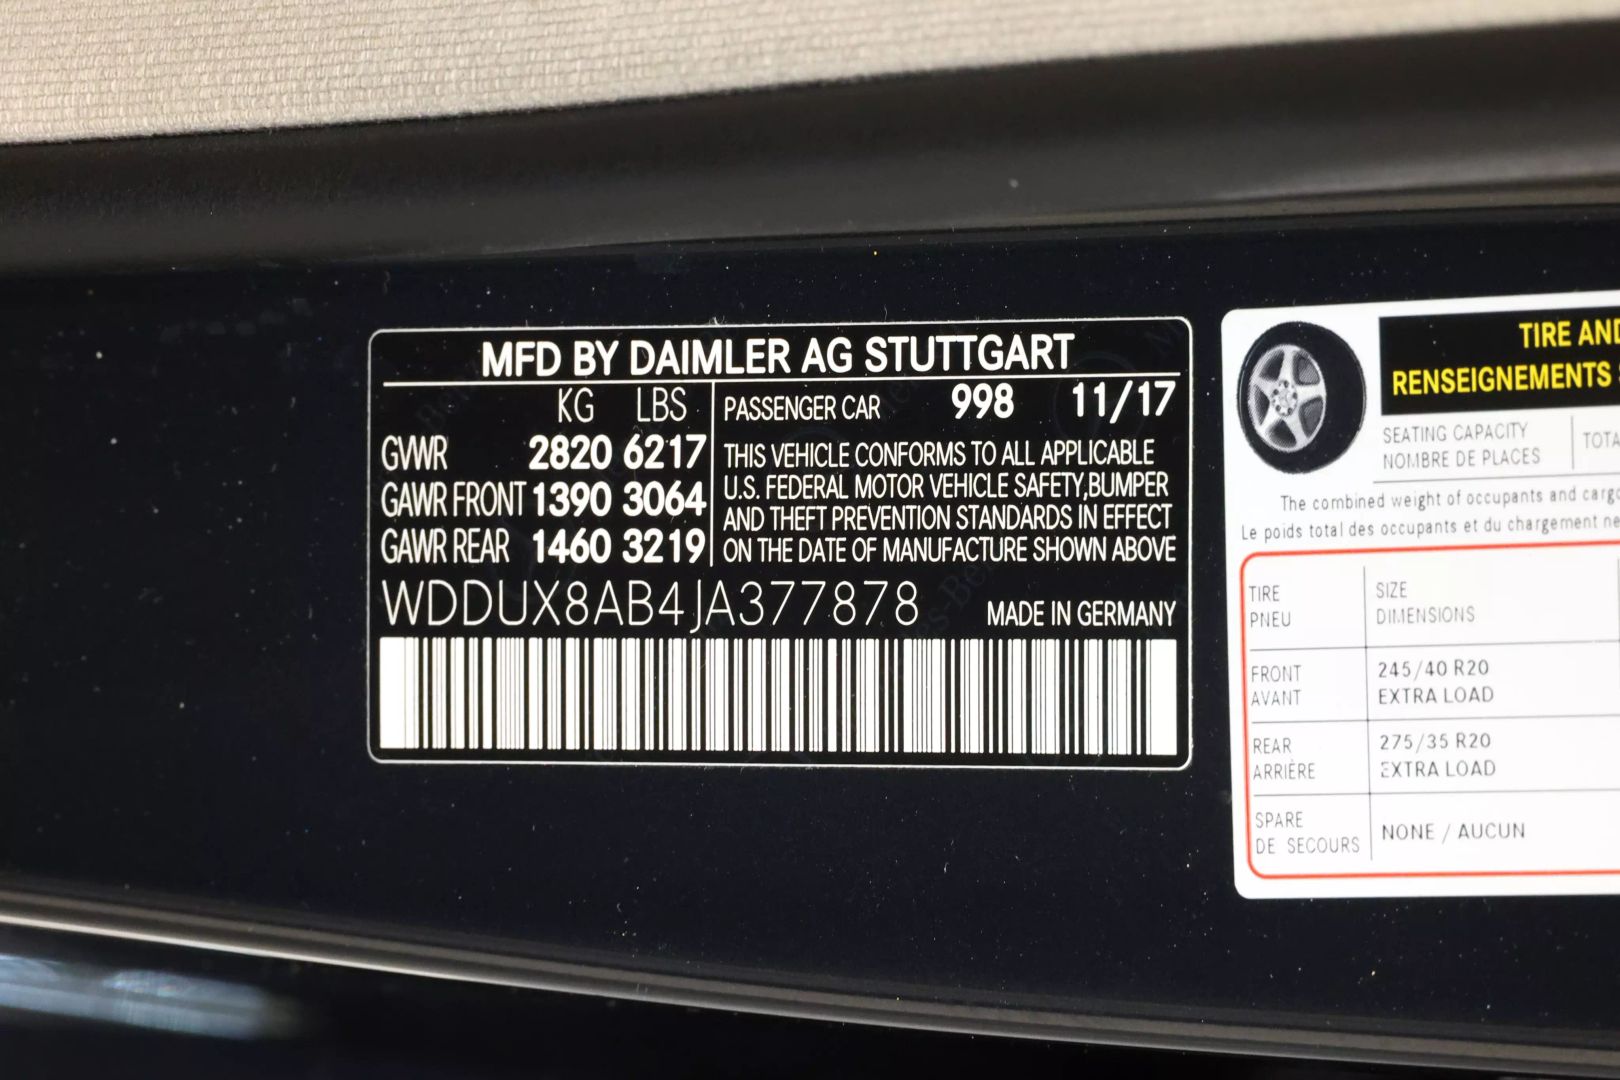 MFD BY DAIMLER AG STUTTGART
KG LBS
GVWR 2820 6217
GAWR FRONT 1390 3064
GAWR REAR 1460 3219
PASSENGER CAR 998 11/17
THIS VEHICLE CONFORMS TO ALL APPLICABLE
U.S. FEDERAL MOTOR VEHICLE SAFETY,BUMPER
AND THEFT PREVENTION STANDARDS IN EFFECT
ON THE DATE OF MANUFACTURE SHOWN ABOVE
WDDUX8AB4JA377878 MADE IN GERMANY
TIRE AND
RENSEIGNEMENTS
SEATING CAPACITY
NOMBRE DE PLACES
The combined weight of occupants and
Le poids total des occupants et du chargement ne
TIRE
PNEU
SIZE
DIMENSIONS
FRONT
AVANT
245/40 R20
EXTRA LOAD
REAR
ARRIÈRE
275/35 R20
EXTRA LOAD
SPARE
DE SECOURS
NONE / AUCUN